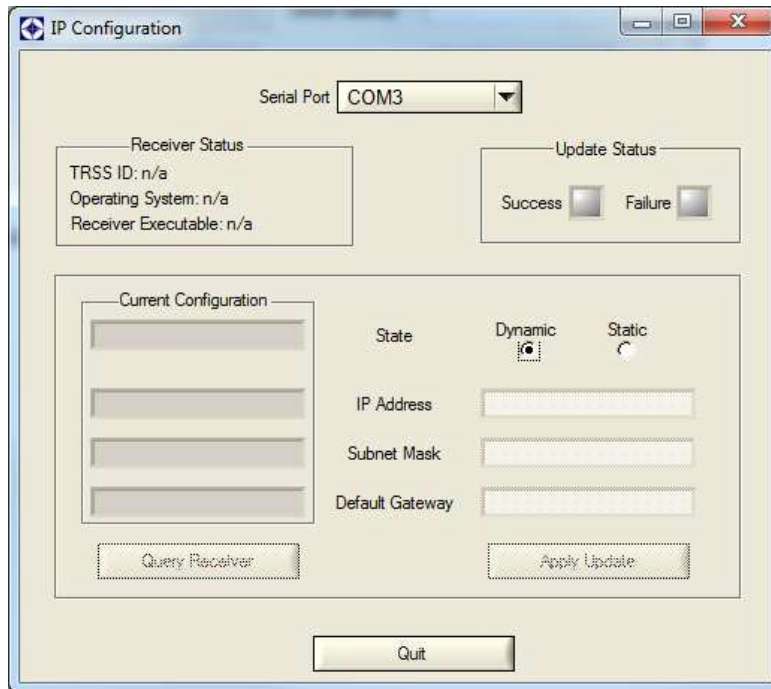 IP Configuration
Serial Port COM3
Receiver Status
TRSS ID: n/a
Operating System: n/a
Receiver Executable: n/a
Update Status
Success Failure
Current Configuration
State Dynamic Static
IP Address
Subnet Mask
Default Gateway
Query Receiver Apply Update
Quit